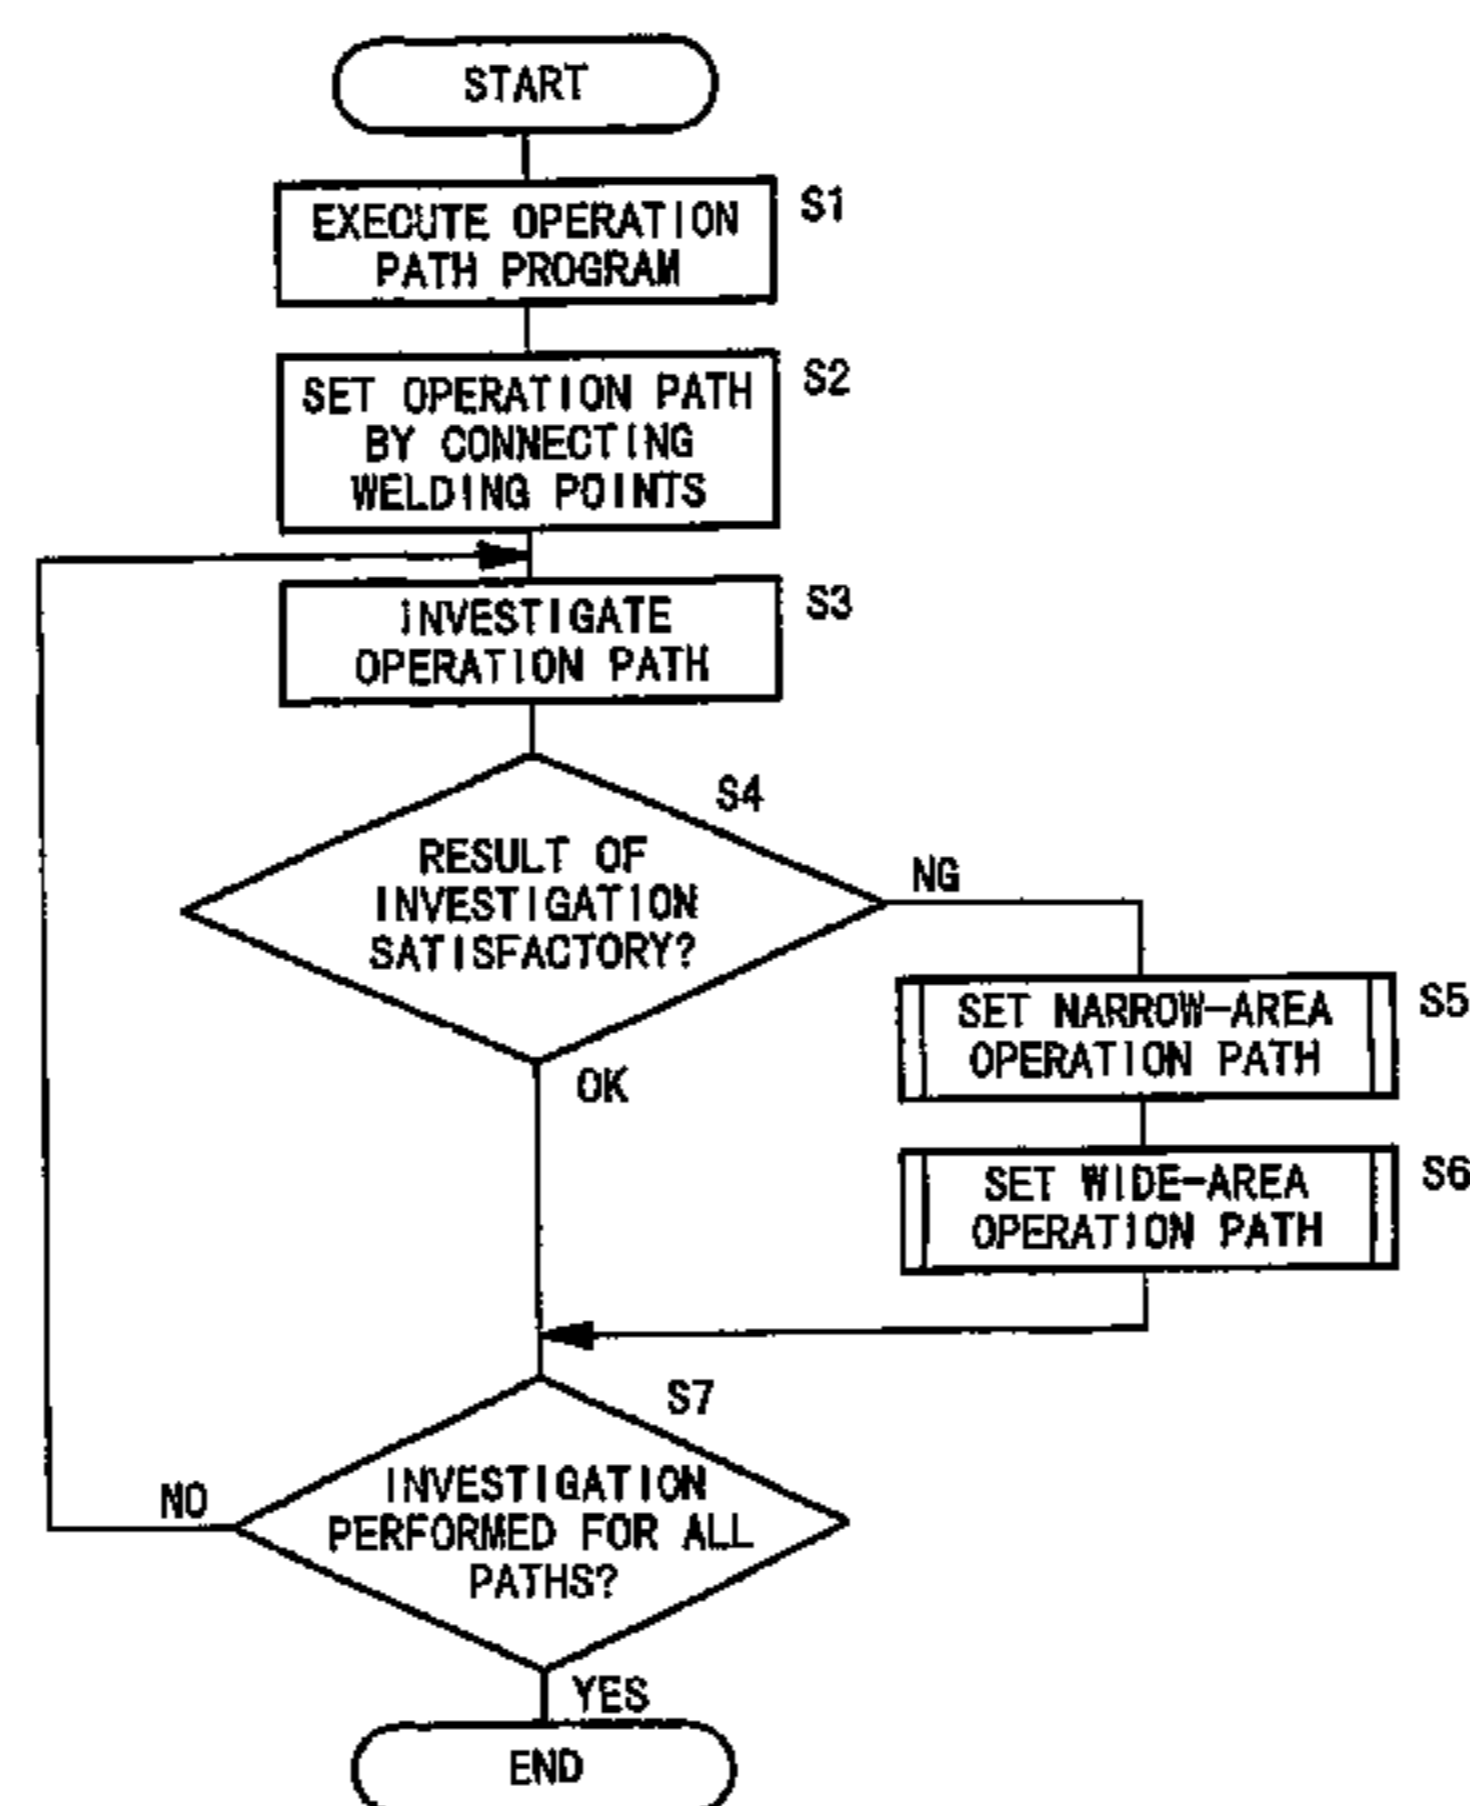 START
EXECUTE OPERATION
PATH PROGRAM
S1
SET OPERATION PATH
BY CONNECTING
WELDING POINTS
S2
INVESTIGATE
OPERATION PATH
S3
S4
RESULT OF
INVESTIGATION
SATISFACTORY?
NG
OK
SET NARROW-AREA
OPERATION PATH
S5
SET WIDE-AREA
OPERATION PATH
S6
S7
INVESTIGATION
PERFORMED FOR ALL
PATHS?
NO
YES
END